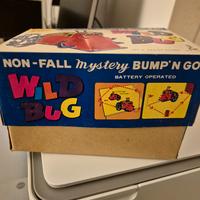 NON-FALL mystery BUMP'N GO
BATTERY OPERATED
WILD
BUG